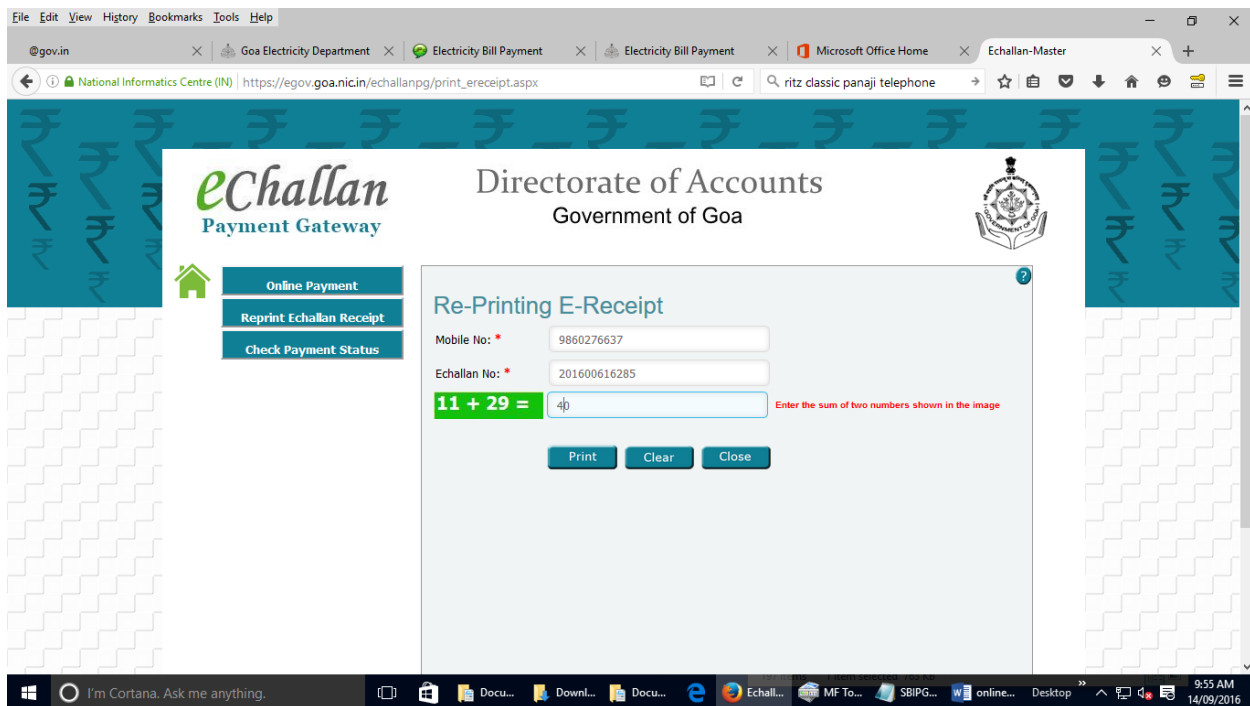 File Edit View History Bookmarks Tools Help
@gov.in Goa Electricity Department Electricity Bill Payment Electricity Bill Payment Microsoft Office Home Echallan-Master
National Informatics Centre (IN) https://egov.goa.nic.in/echallanpg/print_ereceipt.aspx ritz classic panaji telephone
eChallan
Payment Gateway
Directorate of Accounts
Government of Goa
Online Payment
Reprint Echallan Receipt
Check Payment Status
Re-Printing E-Receipt
Mobile No: * 9860276637
Echallan No: * 201600616285
11 + 29 = 40 Enter the sum of two numbers shown in the image
Print Clear Close
I'm Cortana. Ask me anything. Docu... Downl... Docu... Echall... MF To... SBIPG... online... Desktop 9:55 AM
14/09/2016